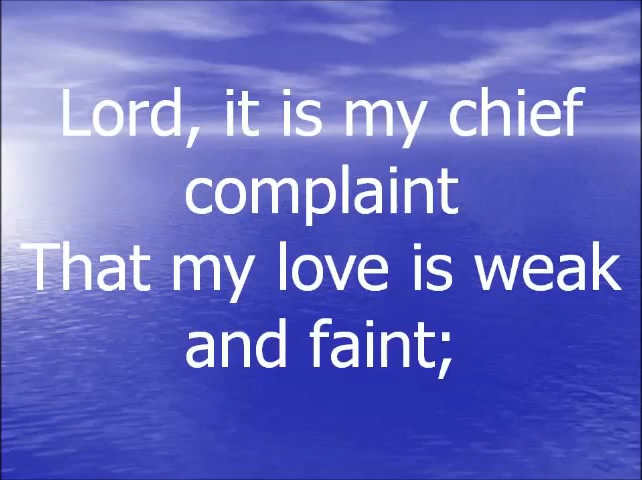 Lord, it is my chief
complaint
That my love is weak
and faint;